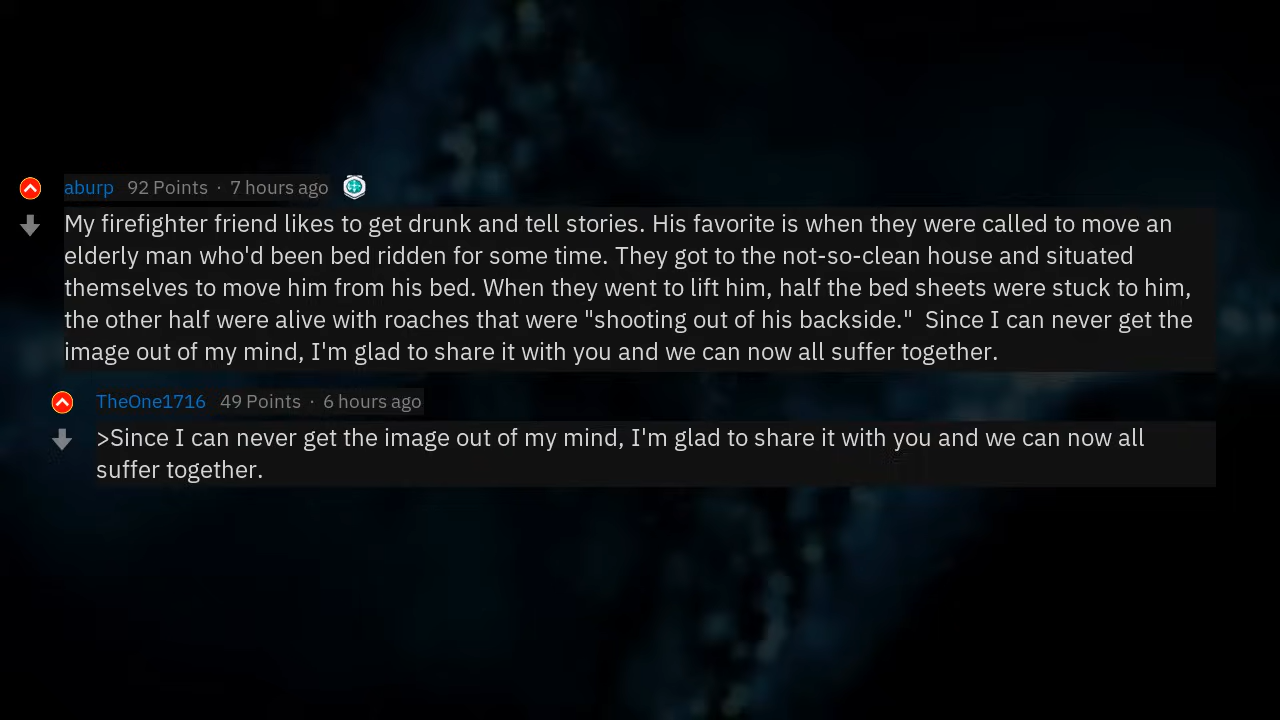 aburp 92 Points · 7 hours ago
My firefighter friend likes to get drunk and tell stories. His favorite is when they were called to move an
elderly man who'd been bed ridden for some time. They got to the not-so-clean house and situated
themselves to move him from his bed. When they went to lift him, half the bed sheets were stuck to him,
the other half were alive with roaches that were "shooting out of his backside."  Since I can never get the
image out of my mind, I'm glad to share it with you and we can now all suffer together.
TheOne1716 49 Points · 6 hours ago
>Since I can never get the image out of my mind, I'm glad to share it with you and we can now all
suffer together.